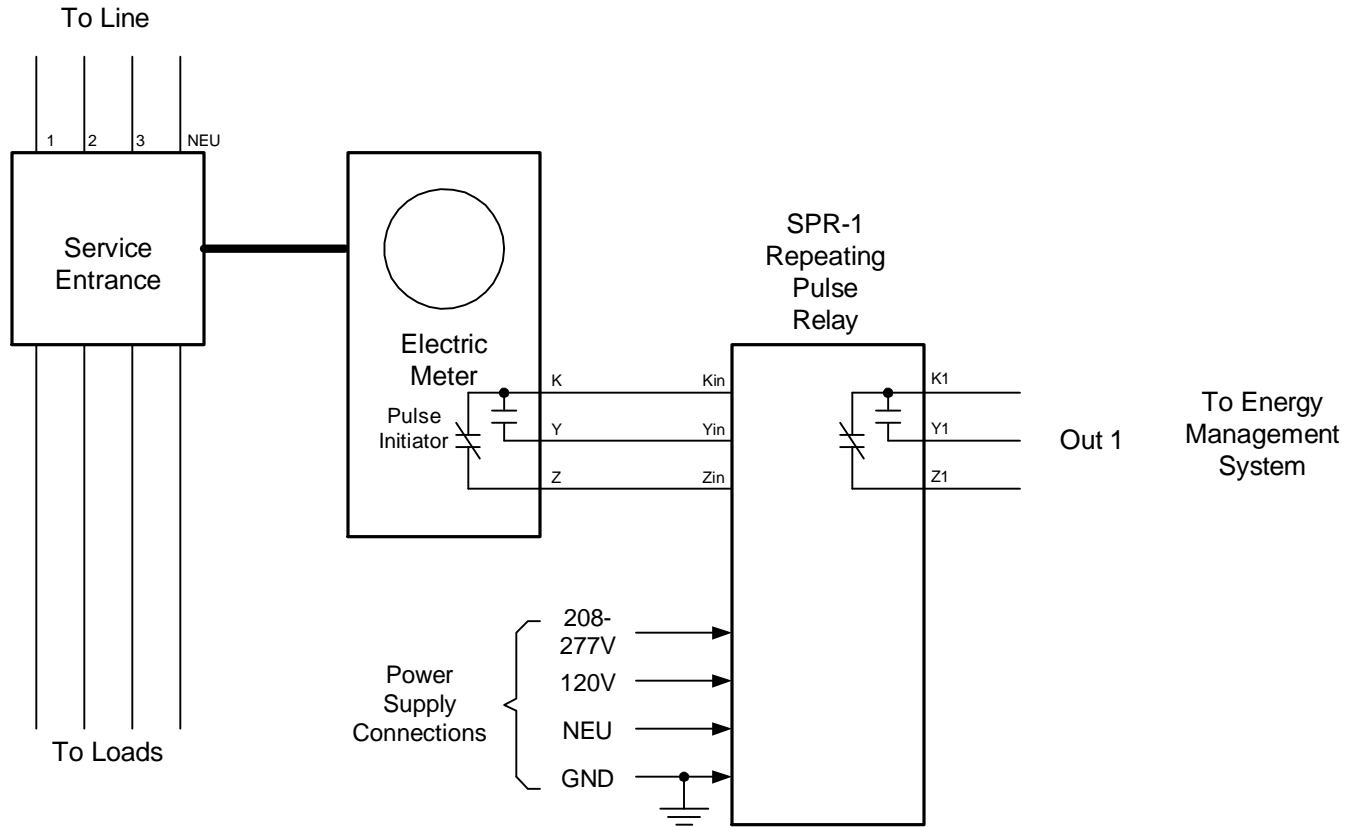 To Line
1
2
3
NEU
Service
Entrance
To Loads
Electric
Meter
Pulse
Initiator
K
Y
Z
SPR-1
Repeating
Pulse
Relay
Kin
Yin
Zin
K1
Y1
Z1
Out 1
To Energy
Management
System
Power
Supply
Connections
208-
277V
120V
NEU
GND